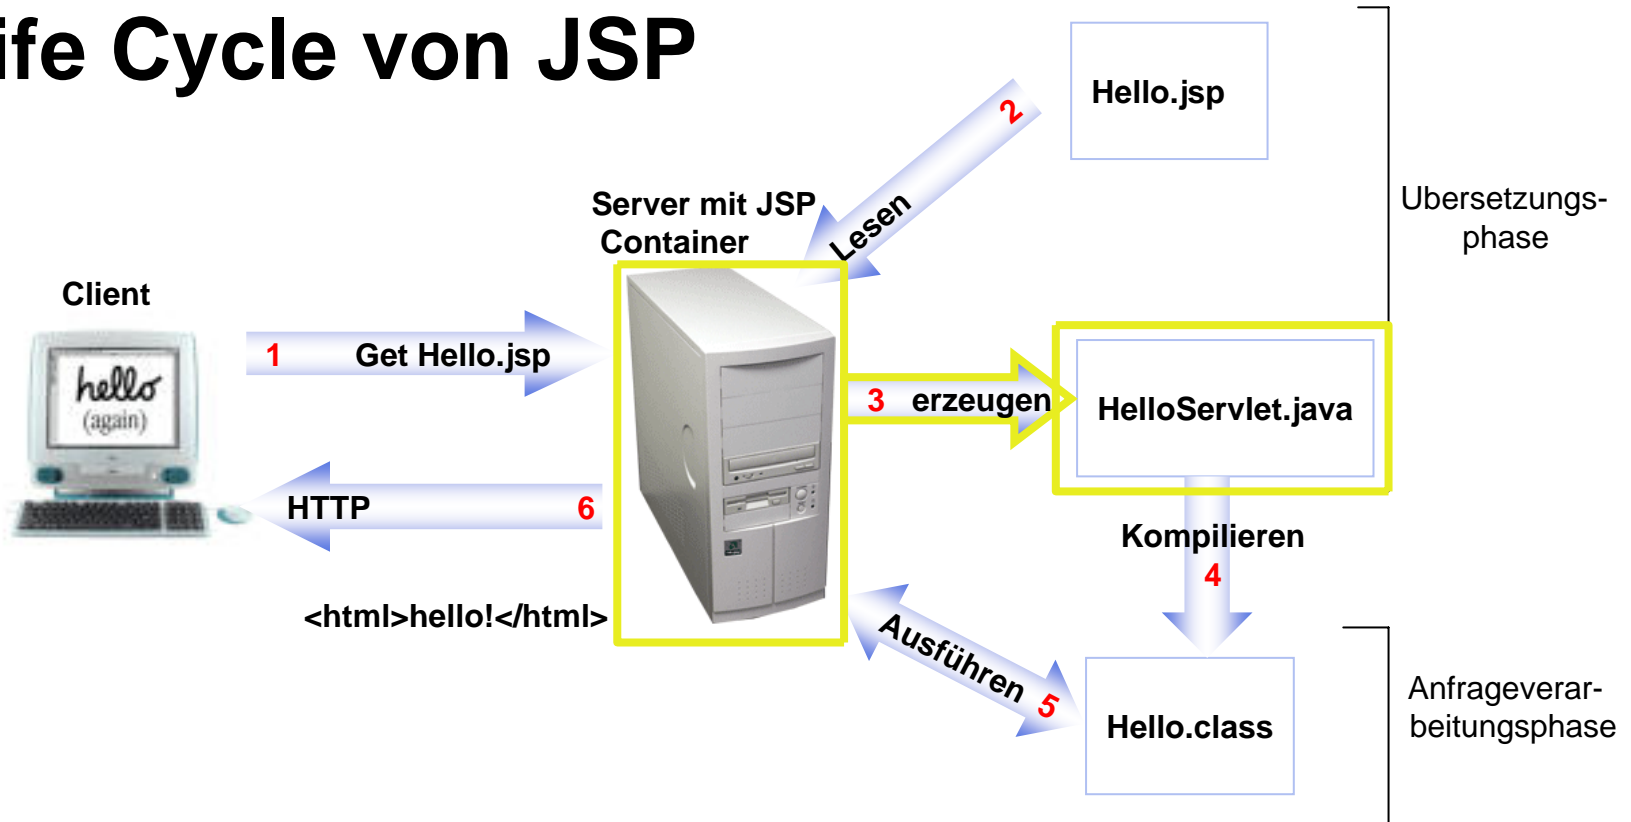 ife Cycle von JSP
Hello.jsp
2
Lesen
Ubersetzungs-
phase
Server mit JSP
Container
Client
hello
(again)
1 Get Hello.jsp
3 erzeugen
HelloServlet.java
HTTP 6
Kompilieren
4
<html>hello!</html>
Ausführen 5
Hello.class
Anfrageverar-
beitungsphase